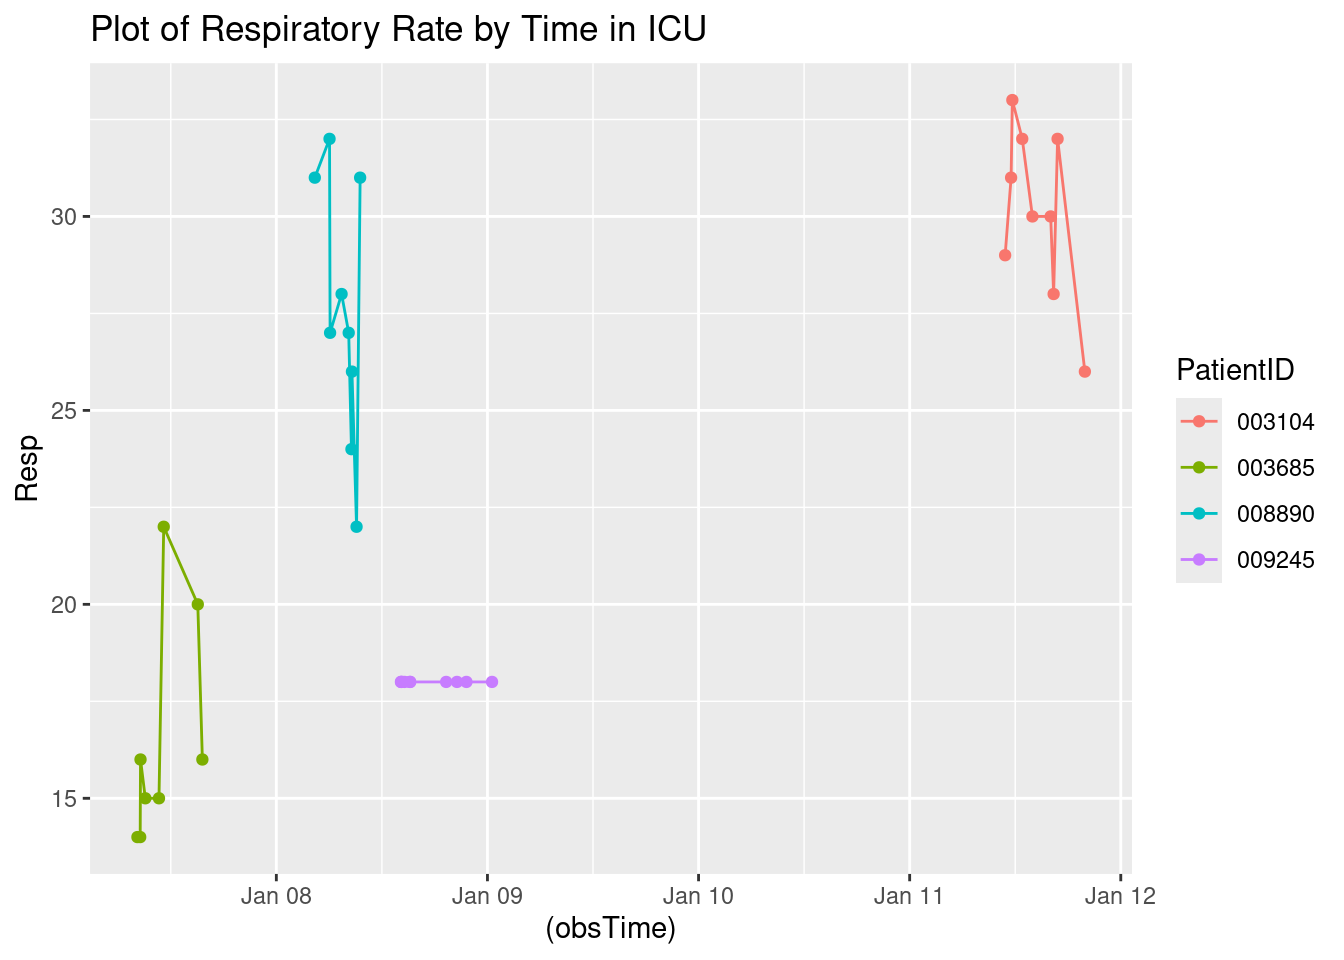 Plot of Respiratory Rate by Time in ICU
Resp
30
25
20
15
Jan 08
Jan 09
Jan 10
Jan 11
Jan 12
(obsTime)
PatientID
003104
003685
008890
009245